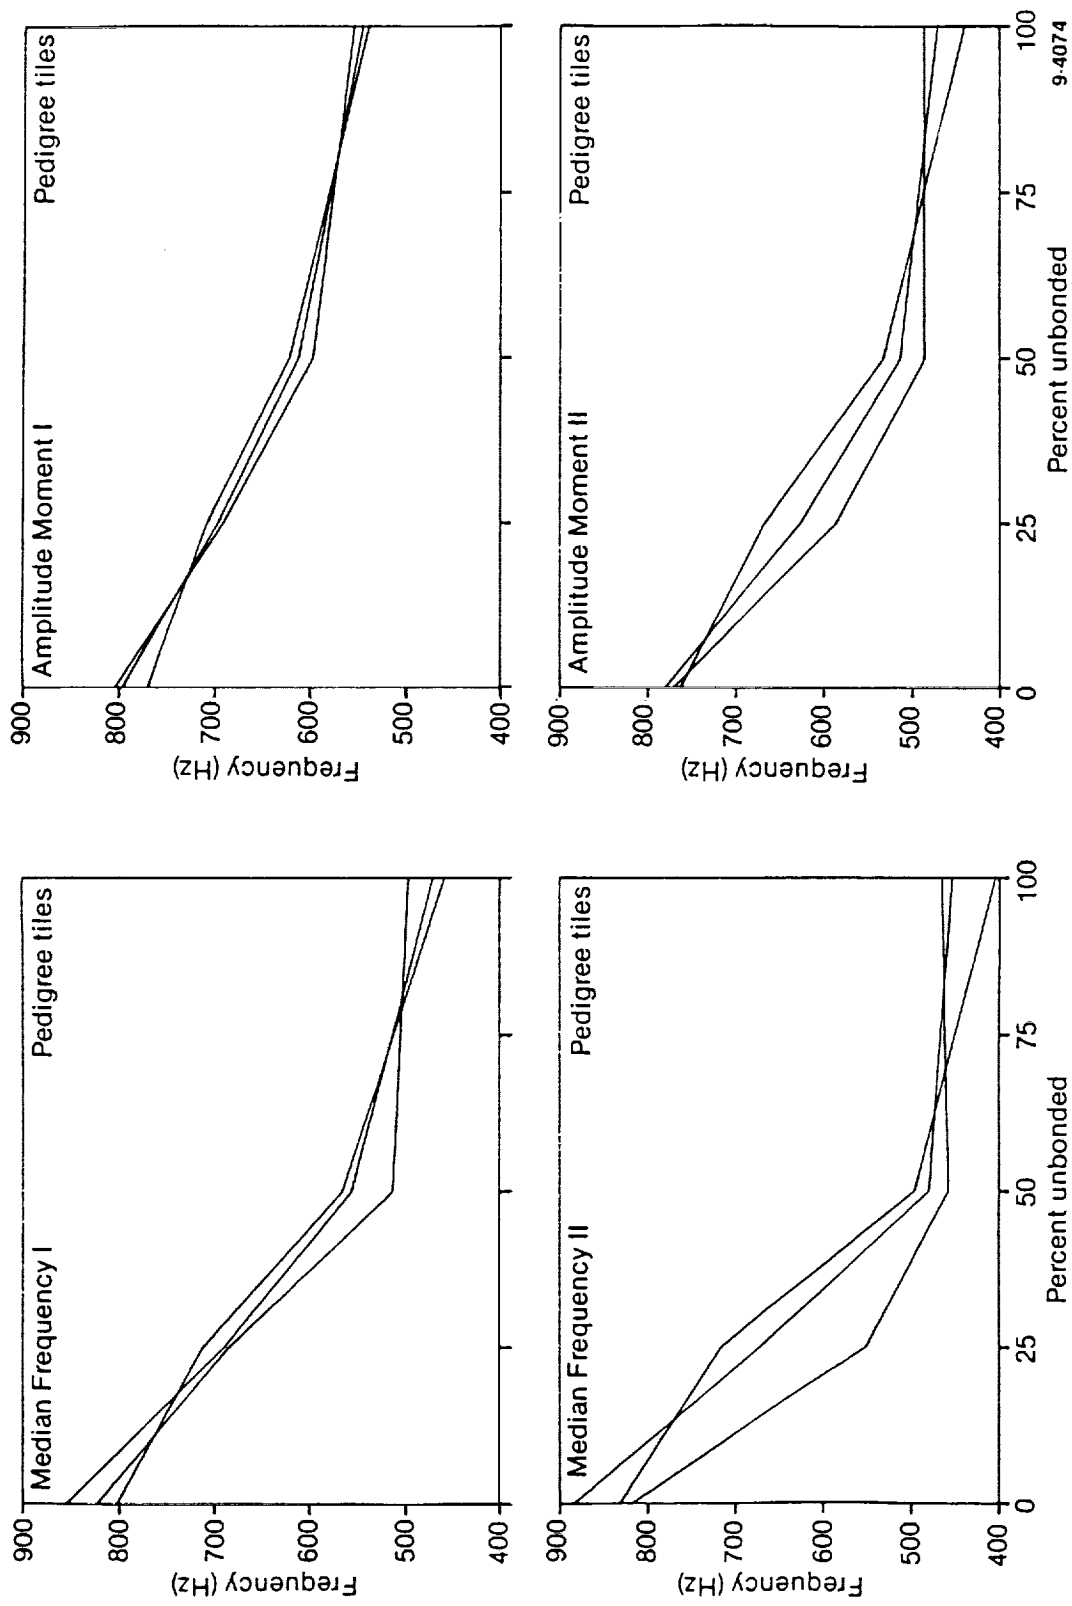 Median Frequency I
Pedigree tiles
Frequency (Hz)
900
800
700
600
500
400
Amplitude Moment I
Pedigree tiles
Frequency (Hz)
900
800
700
600
500
400
Median Frequency II
Pedigree tiles
Frequency (Hz)
900
800
700
600
500
400
0
25
50
75
100
Percent unbonded
Amplitude Moment II
Pedigree tiles
Frequency (Hz)
900
800
700
600
500
400
0
25
50
75
100
Percent unbonded
9-4074